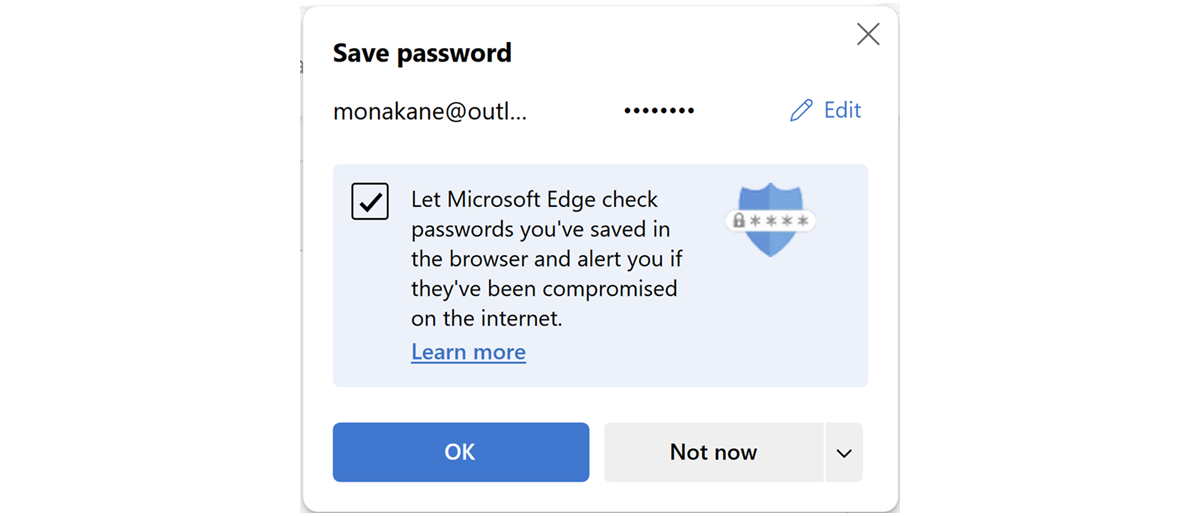 Save password
monakane@outl... •••••••• Edit
Let Microsoft Edge check
passwords you've saved in
the browser and alert you if
they've been compromised
on the internet.
Learn more
****
OK Not now